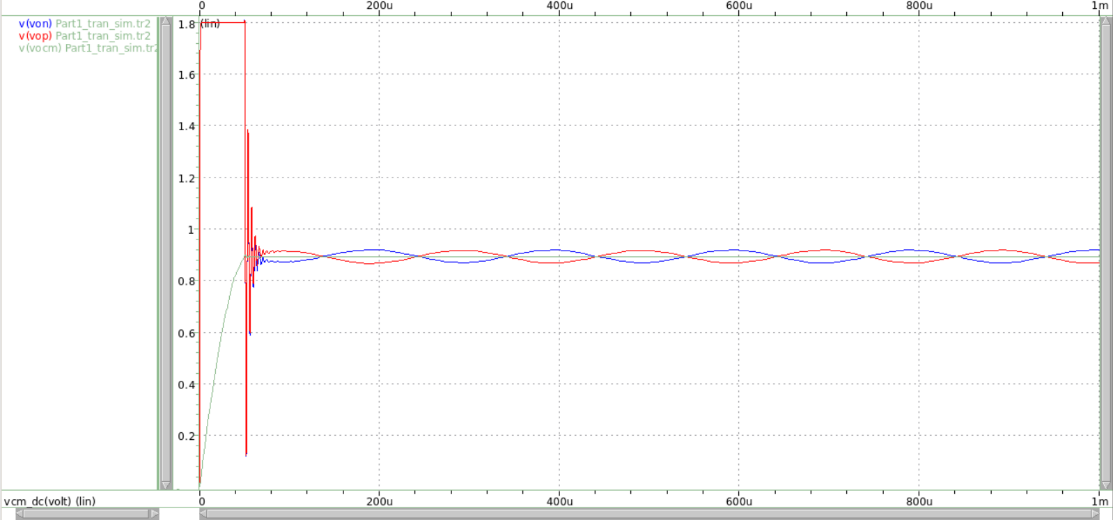 0 200u 400u 600u 800u 1m
v(von) Part1_tran_sim.tr2
v(vop) Part1_tran_sim.tr2
v(vocm) Part1_tran_sim.tr2
(lin)
1.8
1.6
1.4
1.2
1
0.8
0.6
0.4
0.2
0 200u 400u 600u 800u 1m
vcm_dc(volt) (lin)